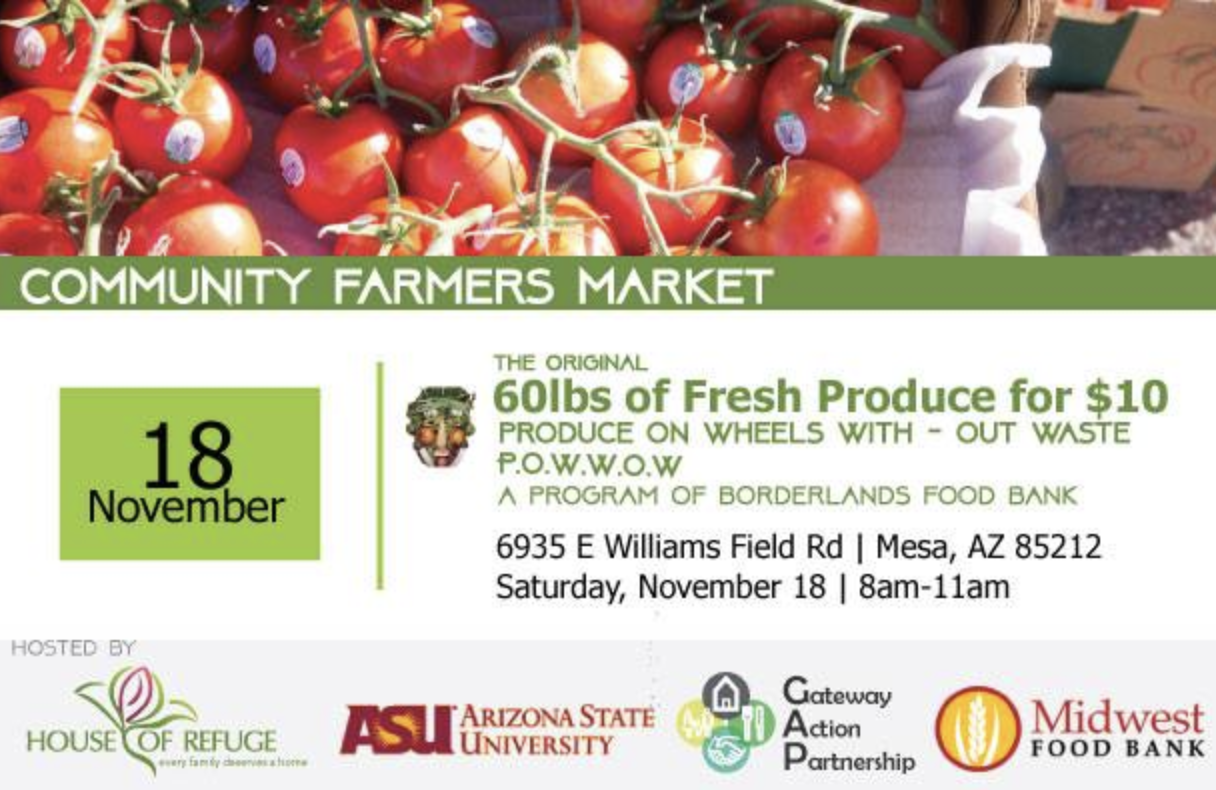 COMMUNITY FARMERS MARKET
18
November
THE ORIGINAL
60lbs of Fresh Produce for $10
PRODUCE ON WHEELS WITH - OUT WASTE
P.O.W.W.O.W
A PROGRAM OF BORDERLANDS FOOD BANK
6935 E Williams Field Rd | Mesa, AZ 85212
Saturday, November 18 | 8am-11am
HOSTED BY
HOUSE OF REFUGE
every family deserves a home
ASU ARIZONA STATE
UNIVERSITY
Gateway
Action
Partnership
Midwest
FOOD BANK